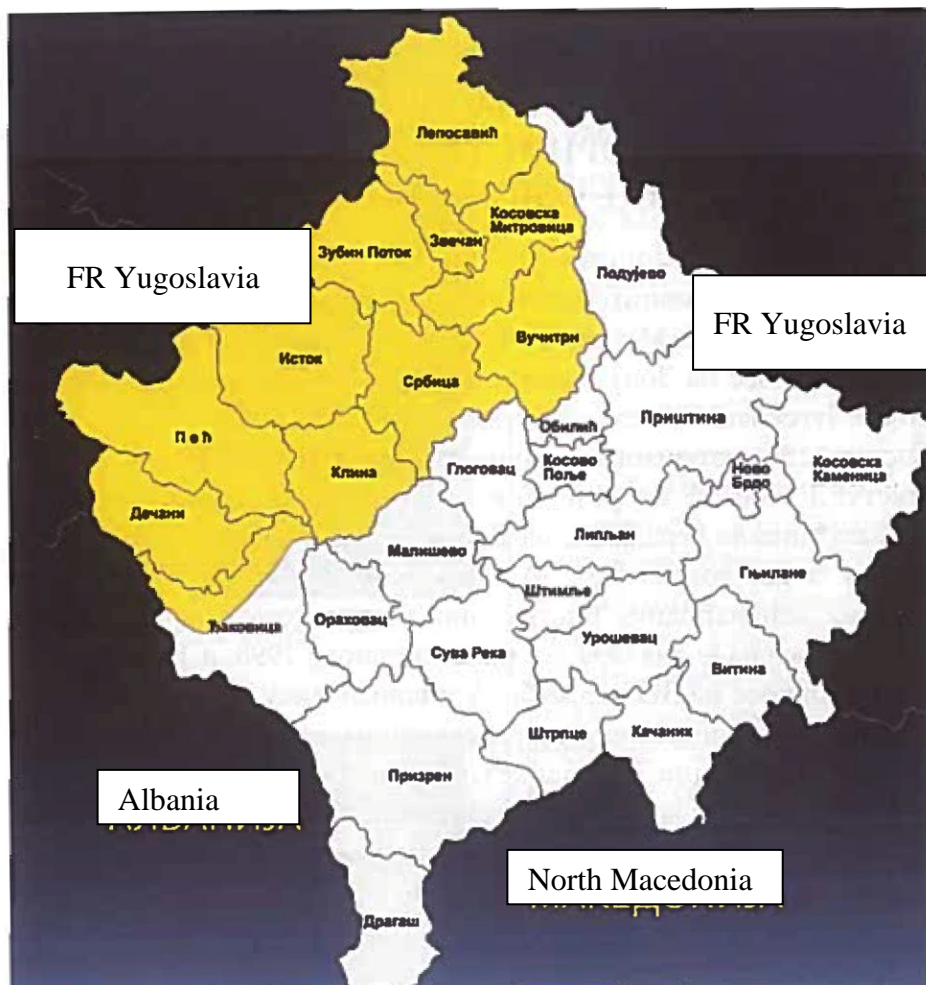 Лепосавић
Косовска
Митровица
Звечан
Зубин Поток
Подујево
FR Yugoslavia
FR Yugoslavia
Вучитрн
Исток
Србица
Приштина
Обилић
Пећ
Клина
Глоговац
Косово
Поље
Ново
Брдо
Косовска
Каменица
Дечани
Малишево
Липљан
Гњилане
Штимље
Ђаковица
Ораховац
Сува Река
Урошевац
Витина
Штрпце
Качаник
Призрен
Albania
North Macedonia
Драгаш